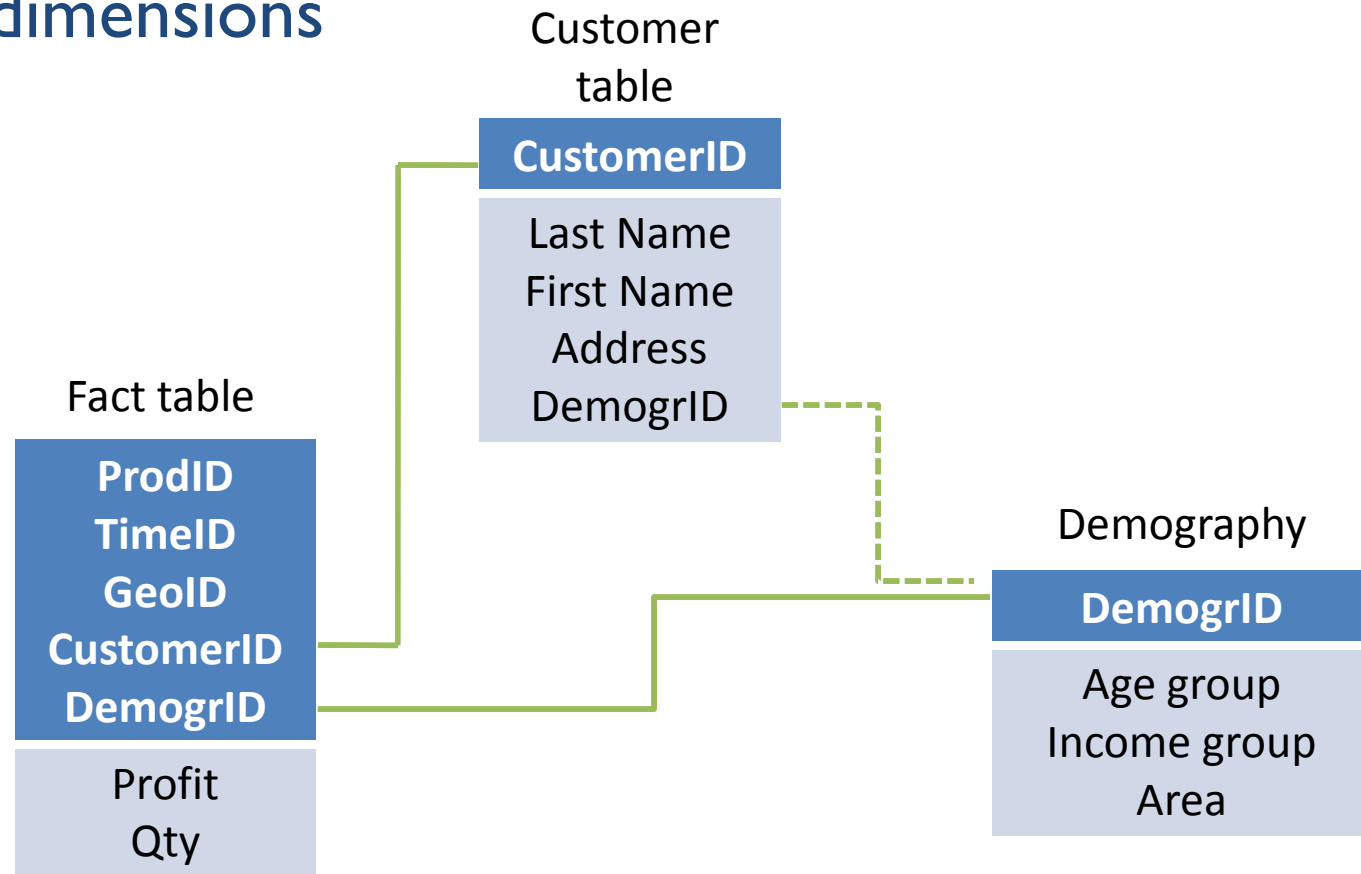 dimensions
Customer
table
CustomerID
Last Name
First Name
Address
DemogrID
Fact table
ProdID
TimeID
GeoID
CustomerID
DemogrID
Profit
Qty
Demography
DemogrID
Age group
Income group
Area